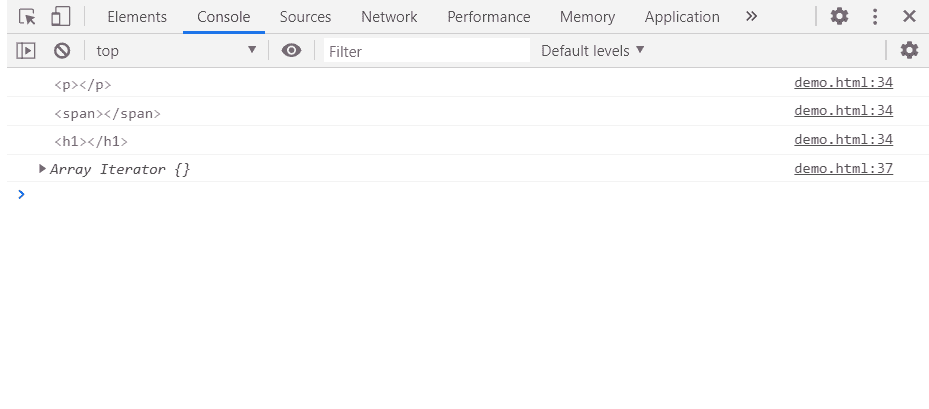 Elements Console Sources Network Performance Memory Application »
top Filter Default levels
<p></p> demo.html:34
<span></span> demo.html:34
<h1></h1> demo.html:34
Array Iterator {} demo.html:37